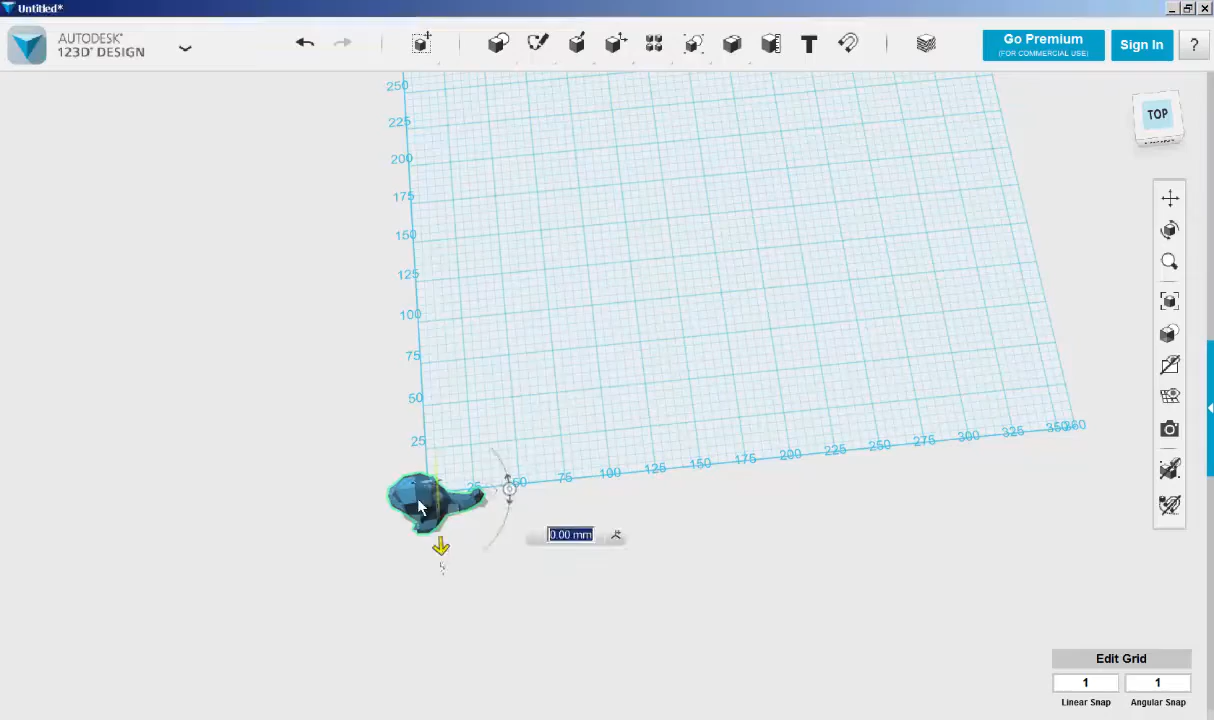 Untitled*
AUTODESK®
123D® DESIGN
Go Premium
(FOR COMMERCIAL USE)
Sign In
?
TOP
250
225
200
175
150
125
100
75
50
25
25
50
75
100
125
150
175
200
225
250
275
300
325
350
360
0.00 mm
Edit Grid
1
1
Linear Snap
Angular Snap